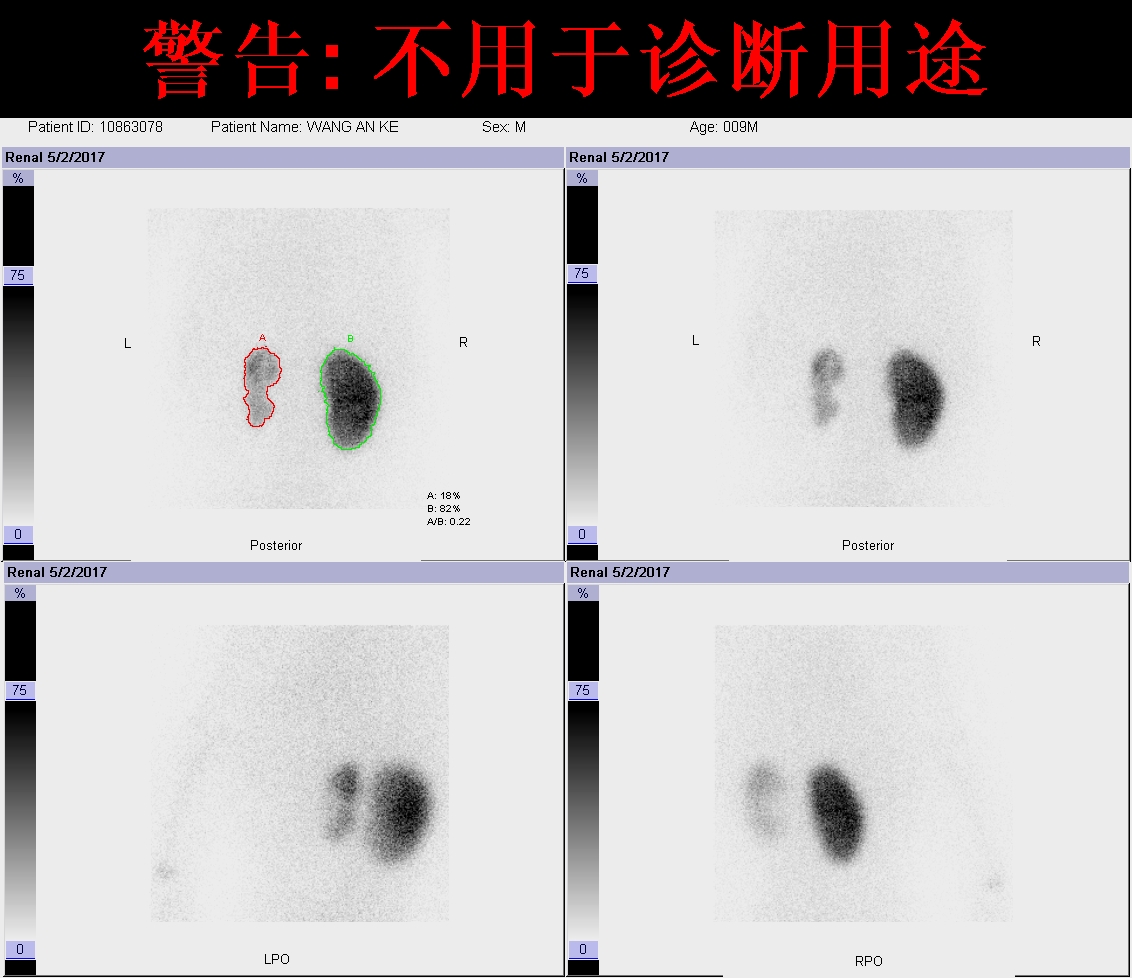 警告: 不用于诊断用途
Patient ID: 10863078 Patient Name: WANG AN KE Sex: M Age: 009M
Renal 5/2/2017 Renal 5/2/2017
% %
75 75
A B
L R L R
A: 18%
B: 82%
A/B: 0.22
0 0
Posterior Posterior
Renal 5/2/2017 Renal 5/2/2017
% %
75 75
0 0
LPO RPO